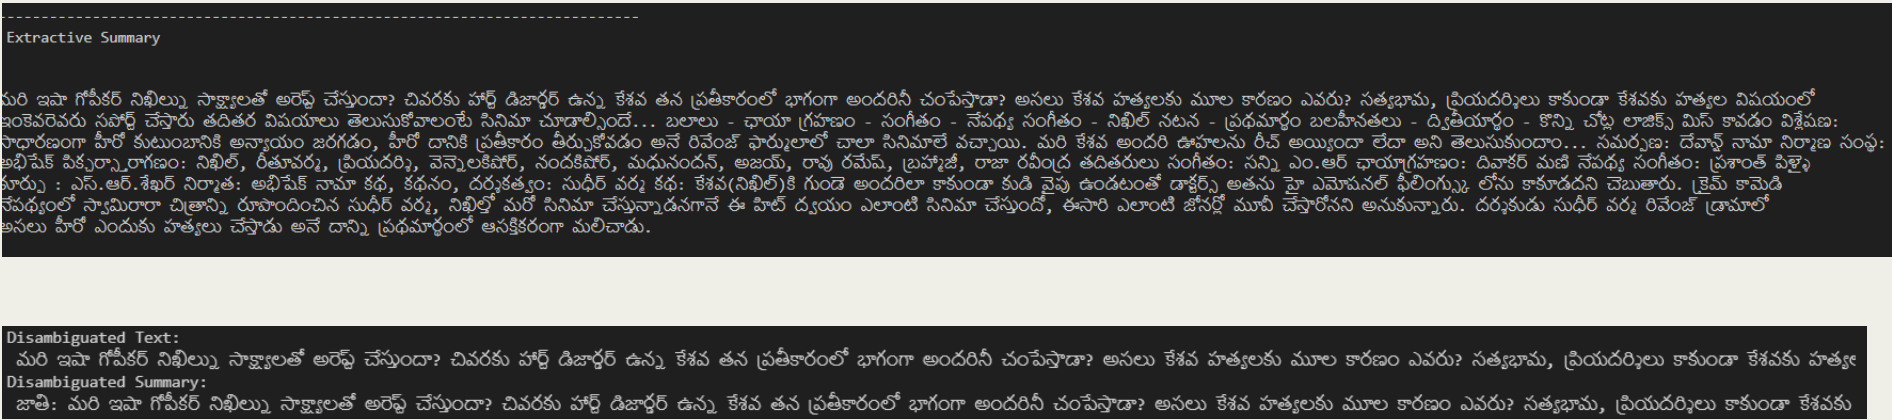 --------------------------------------------------------------------------------
Extractive Summary
మరి ఇషా గోపీకర్ నిఖిల్ను సాక్ష్యాలతో అరెస్ట్ చేస్తుందా? చివరకు హార్ట్ డిజార్డర్ ఉన్న కేశవ తన ప్రతీకారంలో భాగంగా అందరినీ చంపేస్తాడా? అసలు కేశవ హత్యలకు మూల కారణం ఎవరు? సత్యభామ, ప్రియదర్శిలు కాకుండా కేశవకు హత్యల విషయంలో
ఇంకెవరెవరు సపోర్ట్ చేస్తారు తదితర విషయాలు తెలుసుకోవాలంటే సినిమా చూడాల్సిందే... బలాలు - ఛాయా గ్రహణం - సంగీతం - నేపథ్య సంగీతం - నిఖిల్ నటన - ప్రథమార్థం బలహీనతలు - ద్వితీయార్థం - కొన్ని చోట్ల లాజిక్స్ మిస్ కావడం విశ్లేషణ:
సాధారణంగా హీరో కుటుంబానికి అన్యాయం జరగడం, హీరో దానికి ప్రతీకారం తీర్చుకోవడం అనే రివేంజ్ ఫార్ములాలో చాలా సినిమాలే వచ్చాయి. మరి కేశవ అందరి ఊహలను రీచ్ అయ్యిందా లేదా అని తెలుసుకుందాం... సమర్పణ: దేవాన్ష్ నామా నిర్మాణ సంస్థ:
అభిషేక్ పిక్చర్స్తారాగణం: నిఖిల్, రీతూవర్మ, ప్రియదర్శి, వెన్నెలకిషోర్, నందకిషోర్, మధునందన్, అజయ్, రావు రమేష్, బ్రహ్మాజీ, రాజా రవీంద్ర తదితరులు సంగీతం: సన్ని ఎం.ఆర్ ఛాయాగ్రహణం: దివాకర్ మణి నేపథ్య సంగీతం: ప్రశాంత్ పిళ్ళై
కూర్పు : ఎస్.ఆర్.శేఖర్ నిర్మాత: అభిషేక్ నామా కథ, కథనం, దర్శకత్వం: సుధీర్ వర్మ కథ: కేశవ(నిఖిల్)కి గుండె అందరిలా కాకుండా కుడి వైపు ఉండటంతో డాక్టర్స్ అతను హై ఎమోషనల్ ఫీలింగ్స్కు లోను కాకూడదని చెబుతారు. క్రైమ్ కామెడి
నేపథ్యంలో స్వామిరారా చిత్రాన్ని రూపొందించిన సుధీర్ వర్మ, నిఖిల్తో మరో సినిమా చేస్తున్నాడనగానే ఈ హిట్ ద్వయం ఎలాంటి సినిమా చేస్తుందో, ఈసారి ఎలాంటి జోనర్లో మూవీ చేస్తారోనని అనుకున్నారు. దర్శకుడు సుధీర్ వర్మ రివేంజ్ డ్రామాలో
అసలు హీరో ఎందుకు హత్యలు చేస్తాడు అనే దాన్ని ప్రథమార్థంలో ఆసక్తికరంగా మలిచాడు.
Disambiguated Text:
మరి ఇషా గోపీకర్ నిఖిల్ను సాక్ష్యాలతో అరెస్ట్ చేస్తుందా? చివరకు హార్ట్ డిజార్డర్ ఉన్న కేశవ తన ప్రతీకారంలో భాగంగా అందరినీ చంపేస్తాడా? అసలు కేశవ హత్యలకు మూల కారణం ఎవరు? సత్యభామ, ప్రియదర్శిలు కాకుండా కేశవకు
Disambiguated Summary:
జాతి: మరి ఇషా గోపీకర్ నిఖిల్ను సాక్ష్యాలతో అరెస్ట్ చేస్తుందా? చివరకు హార్ట్ డిజార్డర్ ఉన్న కేశవ తన ప్రతీకారంలో భాగంగా అందరినీ చంపేస్తాడా? అసలు కేశవ హత్యలకు మూల కారణం ఎవరు? సత్యభామ, ప్రియదర్శిలు కాకుండా కేశవకు